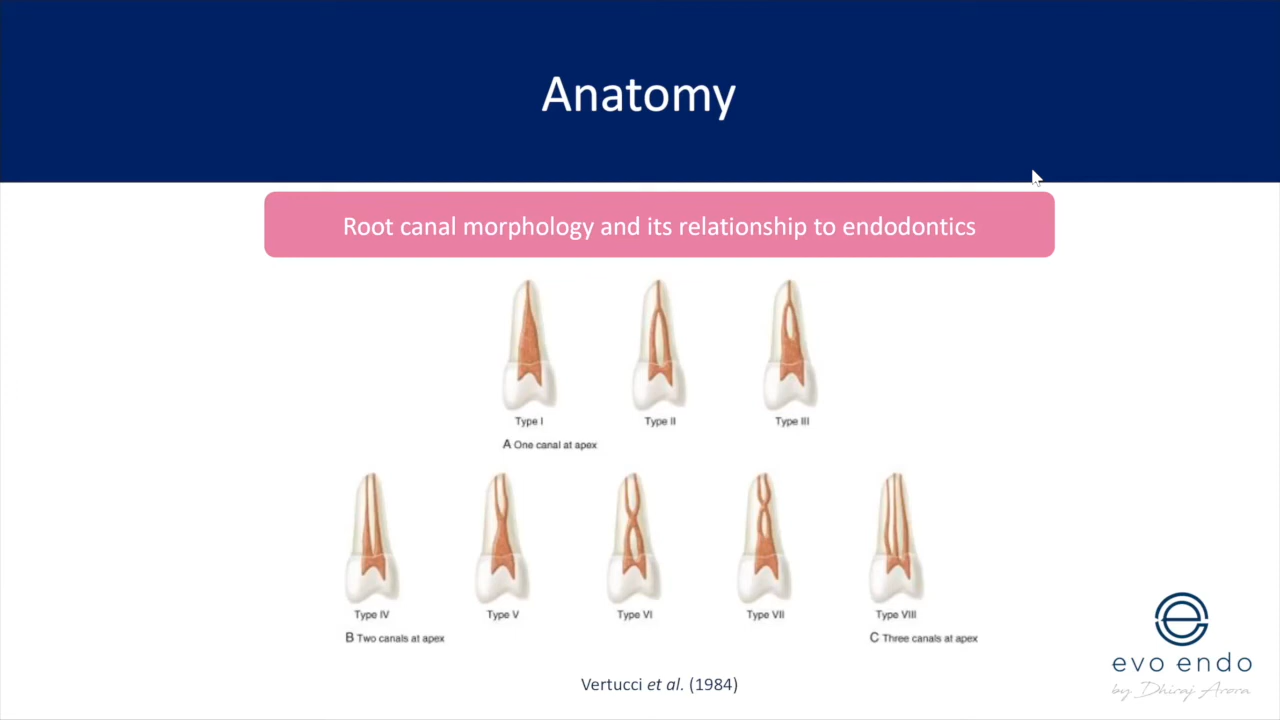 Anatomy
Root canal morphology and its relationship to endodontics
Type I
Type II
Type III
A One canal at apex
Type IV
Type V
Type VI
Type VII
Type VIII
B Two canals at apex
C Three canals at apex
Vertucci et al. (1984)
evo endo
by Dhiraj Arora